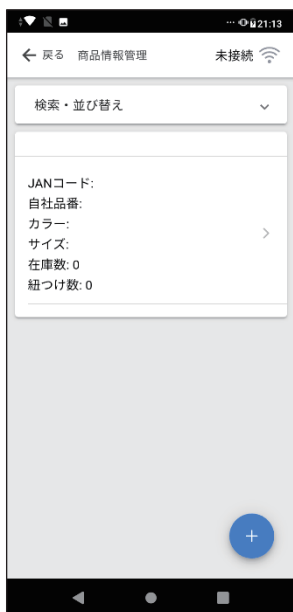 21:13
戻る 商品情報管理 未接続
検索・並び替え
JANコード:
自社品番:
カラー:
サイズ:
在庫数: 0
紐つけ数: 0
+